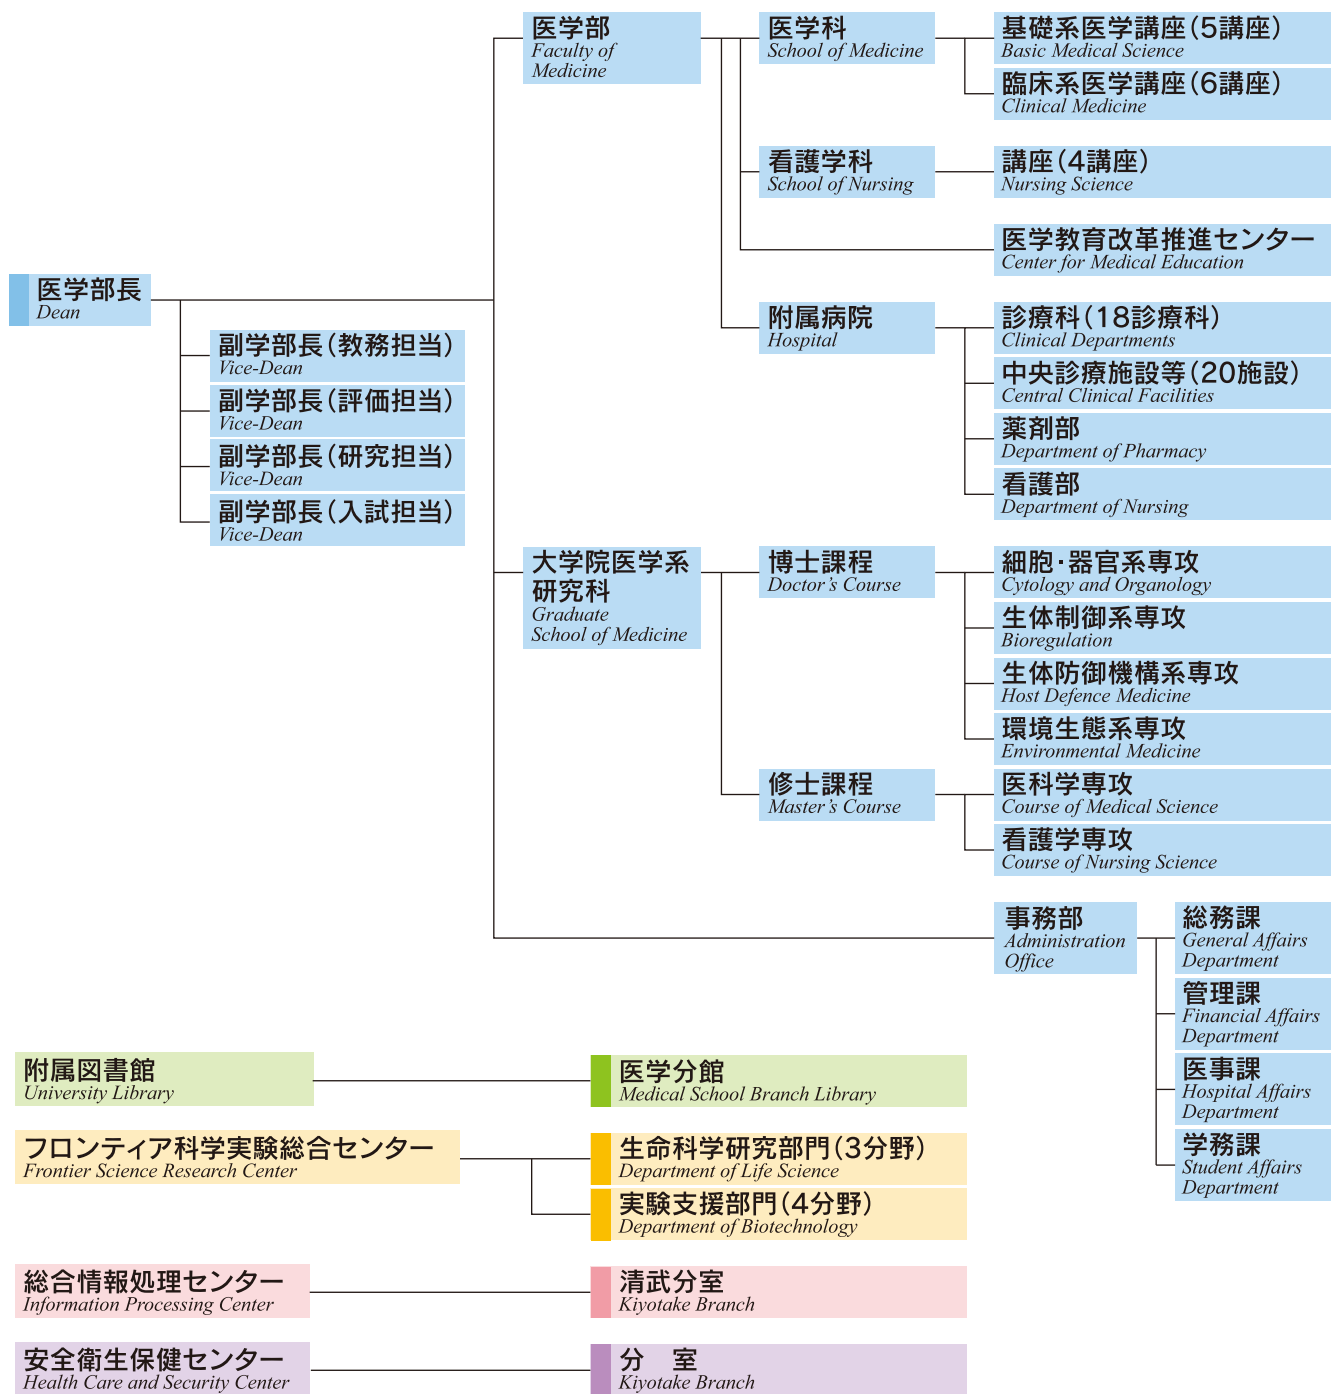 医学部長
Dean
副学部長(教務担当)
Vice-Dean
副学部長(評価担当)
Vice-Dean
副学部長(研究担当)
Vice-Dean
副学部長(入試担当)
Vice-Dean
医学部
Faculty of
Medicine
医学科
School of Medicine
基礎系医学講座(5講座)
Basic Medical Science
臨床系医学講座(6講座)
Clinical Medicine
看護学科
School of Nursing
講座(4講座)
Nursing Science
医学教育改革推進センター
Center for Medical Education
附属病院
Hospital
診療科(18診療科)
Clinical Departments
中央診療施設等(20施設)
Central Clinical Facilities
薬剤部
Department of Pharmacy
看護部
Department of Nursing
大学院医学系
研究科
Graduate
School of Medicine
博士課程
Doctor's Course
細胞・器官系専攻
Cytology and Organology
生体制御系専攻
Bioregulation
生体防御機構系専攻
Host Defence Medicine
環境生態系専攻
Environmental Medicine
修士課程
Master's Course
医科学専攻
Course of Medical Science
看護学専攻
Course of Nursing Science
事務部
Administration
Office
総務課
General Affairs
Department
管理課
Financial Affairs
Department
医事課
Hospital Affairs
Department
学務課
Student Affairs
Department
附属図書館
University Library
医学分館
Medical School Branch Library
フロンティア科学実験総合センター
Frontier Science Research Center
生命科学研究部門(3分野)
Department of Life Science
実験支援部門(4分野)
Department of Biotechnology
総合情報処理センター
Information Processing Center
清武分室
Kiyotake Branch
安全衛生保健センター
Health Care and Security Center
分　室
Kiyotake Branch